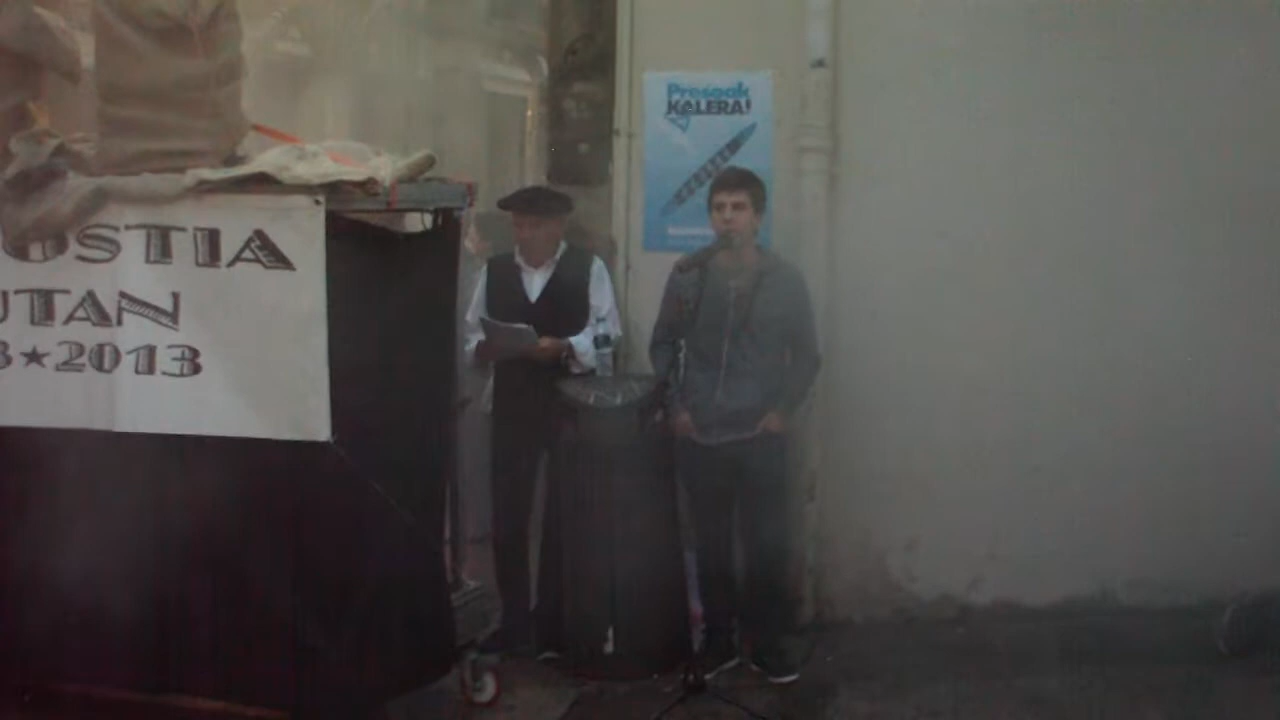 OSTIA
UTAN
3★2013
Presoak
KALERA!